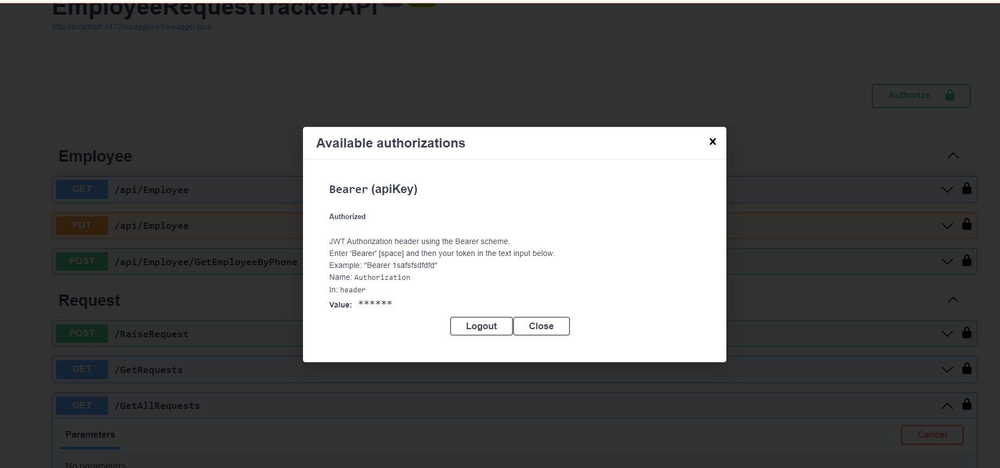 EmployeeRequestTrackerAPI
http://localhost:5172/swagger/v1/swagger.json
Authorize
Available authorizations
×
Bearer (apiKey)
Authorized
JWT Authorization header using the Bearer scheme.
Enter 'Bearer' [space] and then your token in the text input below.
Example: "Bearer 1safsfsdfdfd"
Name: Authorization
In: header
Value: ******
Logout Close
Employee
GET /api/Employee
PUT /api/Employee
POST /api/Employee/GetEmployeeByPhone
Request
POST /RaiseRequest
GET /GetRequests
GET /GetAllRequests
Parameters
Cancel
No parameters